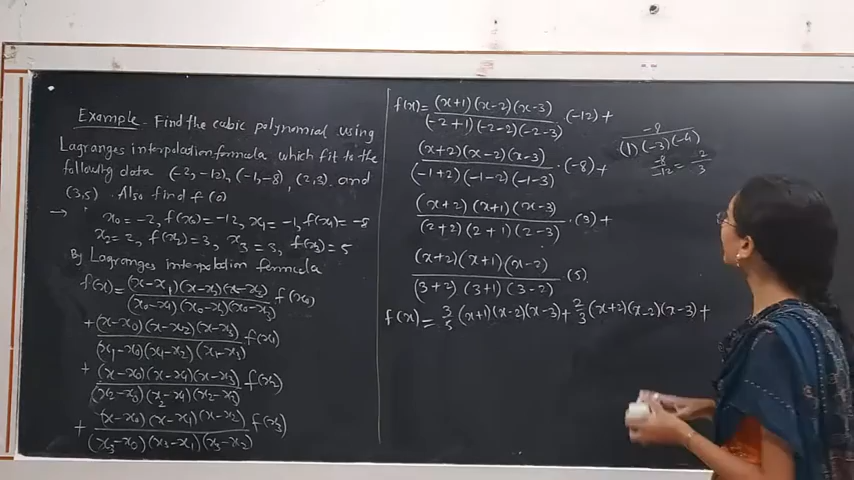 Example - Find the cubic polynomial using
Lagranges interpolation formula which fit to the
following data (-2,-12), (-1,-8), (2,3) and
(3,5). Also find f(0)
→ x₀ = -2, f(x₀) = -12, x₁ = -1, f(x₁) = -8
x₂ = 2, f(x₂) = 3, x₃ = 3, f(x₃) = 5
By Lagranges interpolation formula
f(x) = (x-x₁)(x-x₂)(x-x₃) / (x₀-x₁)(x₀-x₂)(x₀-x₃) f(x₀)
+ (x-x₀)(x-x₂)(x-x₃) / (x₁-x₀)(x₁-x₂)(x₁-x₃) f(x₁)
+ (x-x₀)(x-x₁)(x-x₃) / (x₂-x₀)(x₂-x₁)(x₂-x₃) f(x₂)
+ (x-x₀)(x-x₁)(x-x₂) / (x₃-x₀)(x₃-x₁)(x₃-x₂) f(x₃)
f(x) = (x+1)(x-2)(x-3) / (-2+1)(-2-2)(-2-3) .(-12) +
(x+2)(x-2)(x-3) / (-1+2)(-1-2)(-1-3) .(-8) +
(x+2)(x+1)(x-3) / (2+2)(2+1)(2-3) .(3) +
(x+2)(x+1)(x-2) / (3+2)(3+1)(3-2) .(5)
f(x) = 3/5 (x+1)(x-2)(x-3) + 2/3 (x+2)(x-2)(x-3) +
-8 / (1)(-3)(-4)
-8/-12 = 2/3